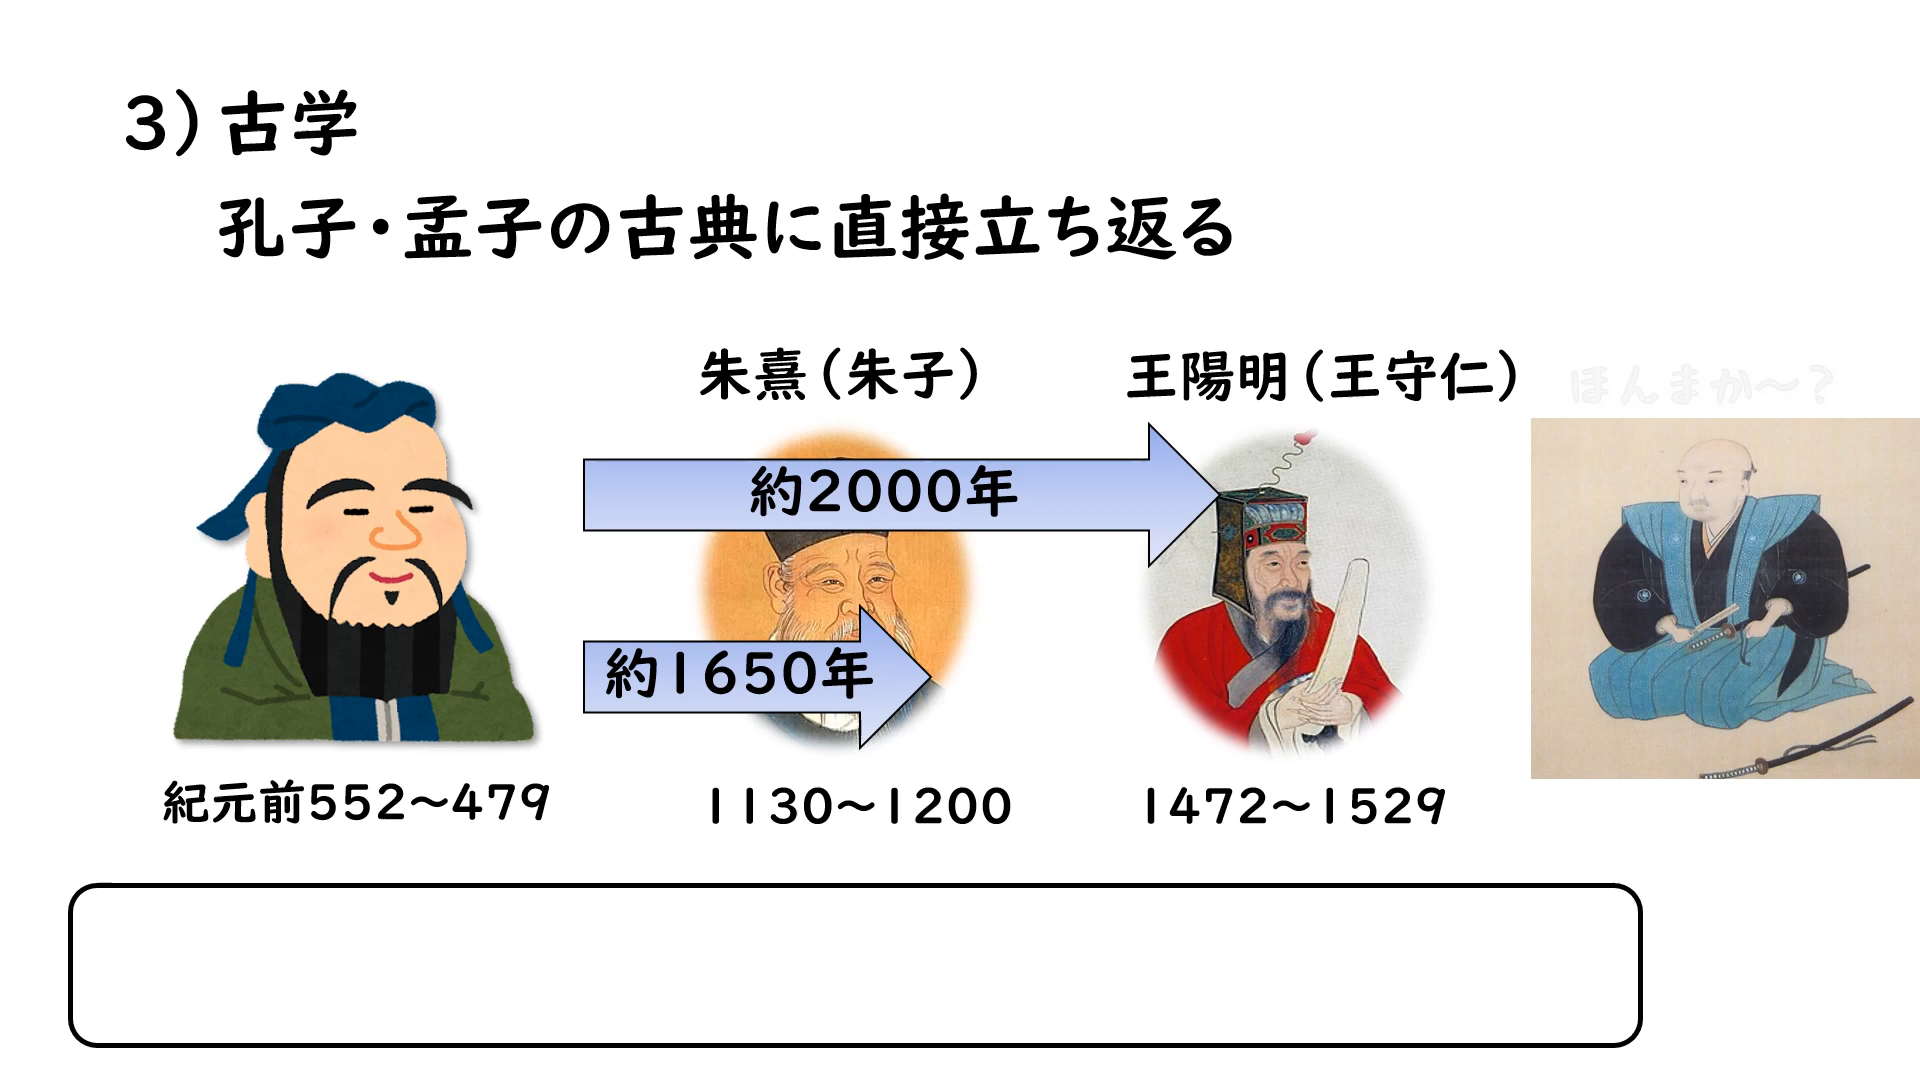 3)古学
孔子・孟子の古典に直接立ち返る
朱熹(朱子)
王陽明(王守仁)
ほんまか〜?
約2000年
約1650年
紀元前552〜479
1130〜1200
1472〜1529